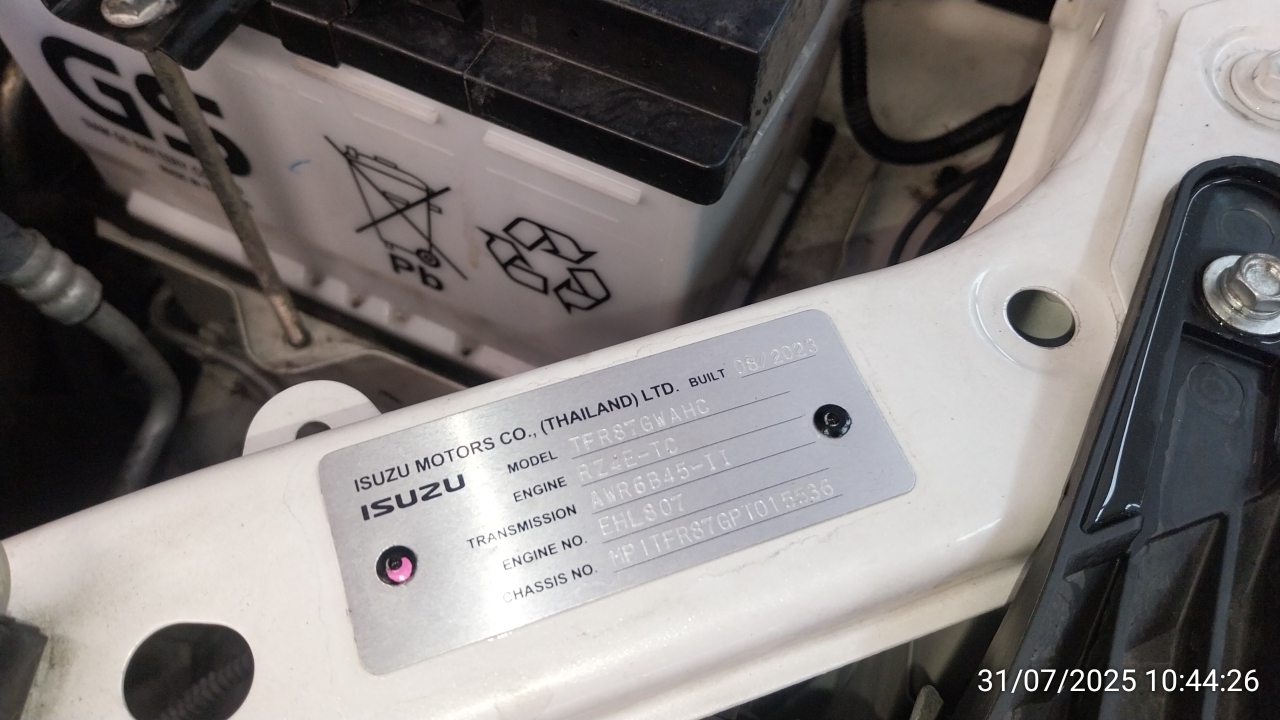 GS
Pb
ISUZU MOTORS CO., (THAILAND) LTD. BUILT 08/2023
ISUZU
MODEL TFR87GWAHC
ENGINE RZ4E-TC
TRANSMISSION AWR6B45-II
ENGINE NO. EHL807
CHASSIS NO. MP1TFR87GPT015536
31/07/2025 10:44:26